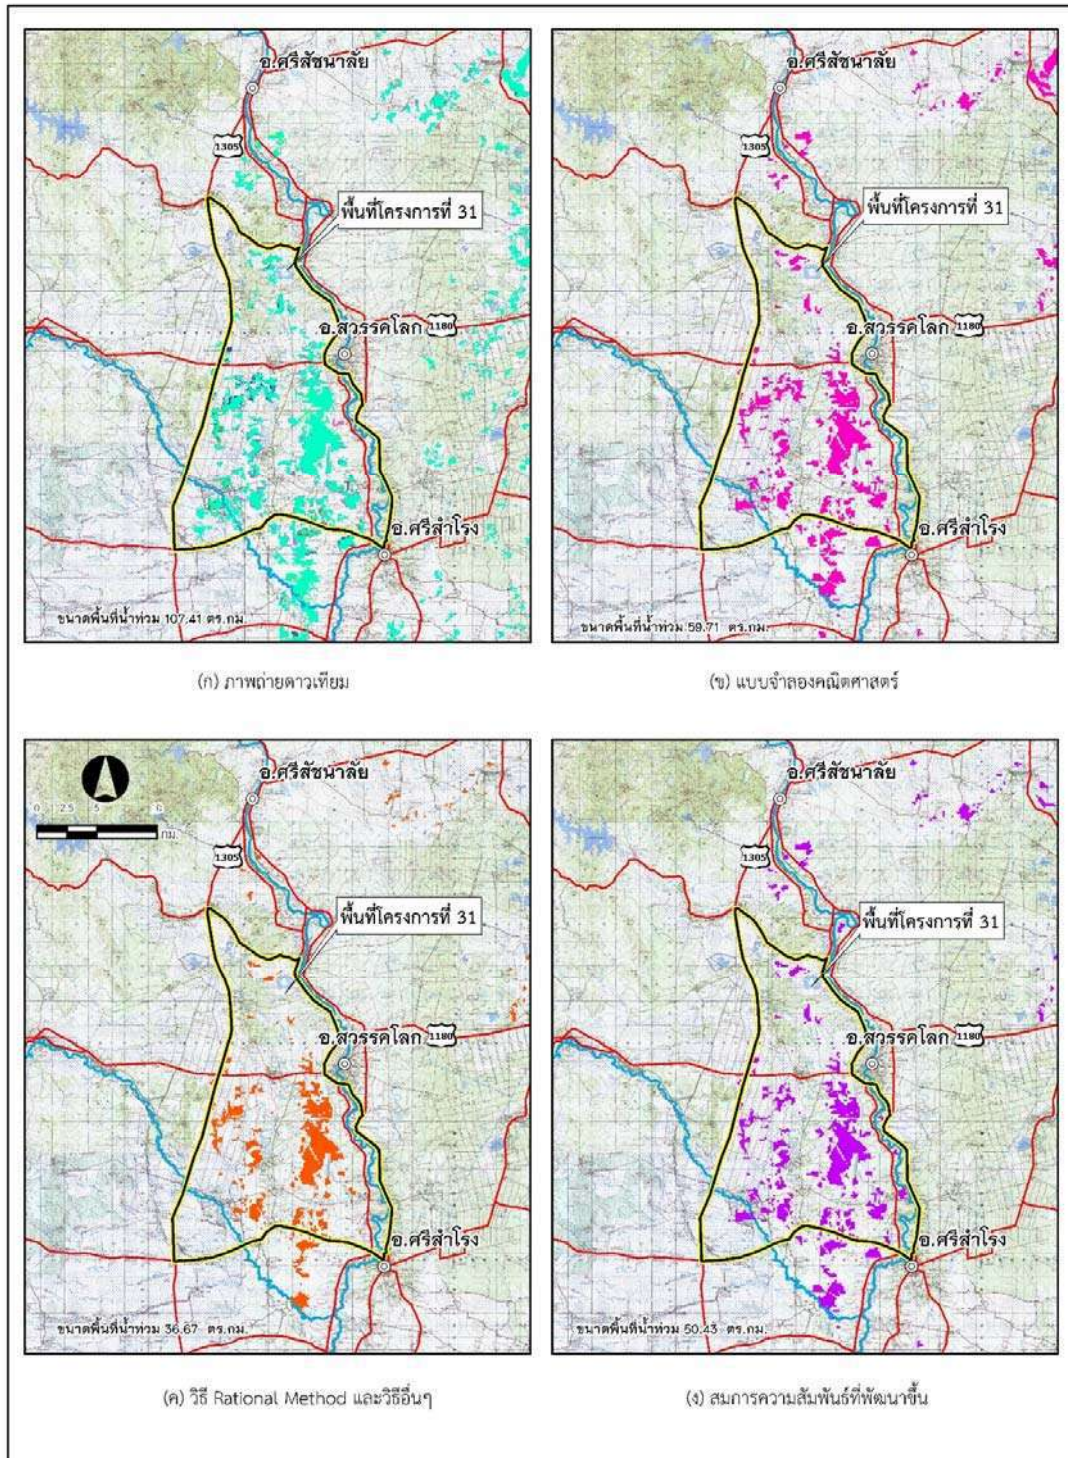 อ.ศรีสัชนาลัย
1305
พื้นที่โครงการที่ 31
อ.สวรรคโลก 1180
อ.ศรีสำโรง
ขนาดพื้นที่น้ำท่วม 107.41 ตร.กม.
(ก) ภาพถ่ายดาวเทียม
อ.ศรีสัชนาลัย
1305
พื้นที่โครงการที่ 31
อ.สวรรคโลก 1180
อ.ศรีสำโรง
ขนาดพื้นที่น้ำท่วม 59.71 ตร.กม.
(ข) แบบจำลองคณิตศาสตร์
อ.ศรีสัชนาลัย
กม.
1305
พื้นที่โครงการที่ 31
อ.สวรรคโลก 1180
อ.ศรีสำโรง
ขนาดพื้นที่น้ำท่วม 36.67 ตร.กม.
(ค) วิธี Rational Method และวิธีอื่นๆ
อ.ศรีสัชนาลัย
1305
พื้นที่โครงการที่ 31
อ.สวรรคโลก 1180
อ.ศรีสำโรง
ขนาดพื้นที่น้ำท่วม 50.43 ตร.กม.
(ง) สมการความสัมพันธ์ที่พัฒนาขึ้น